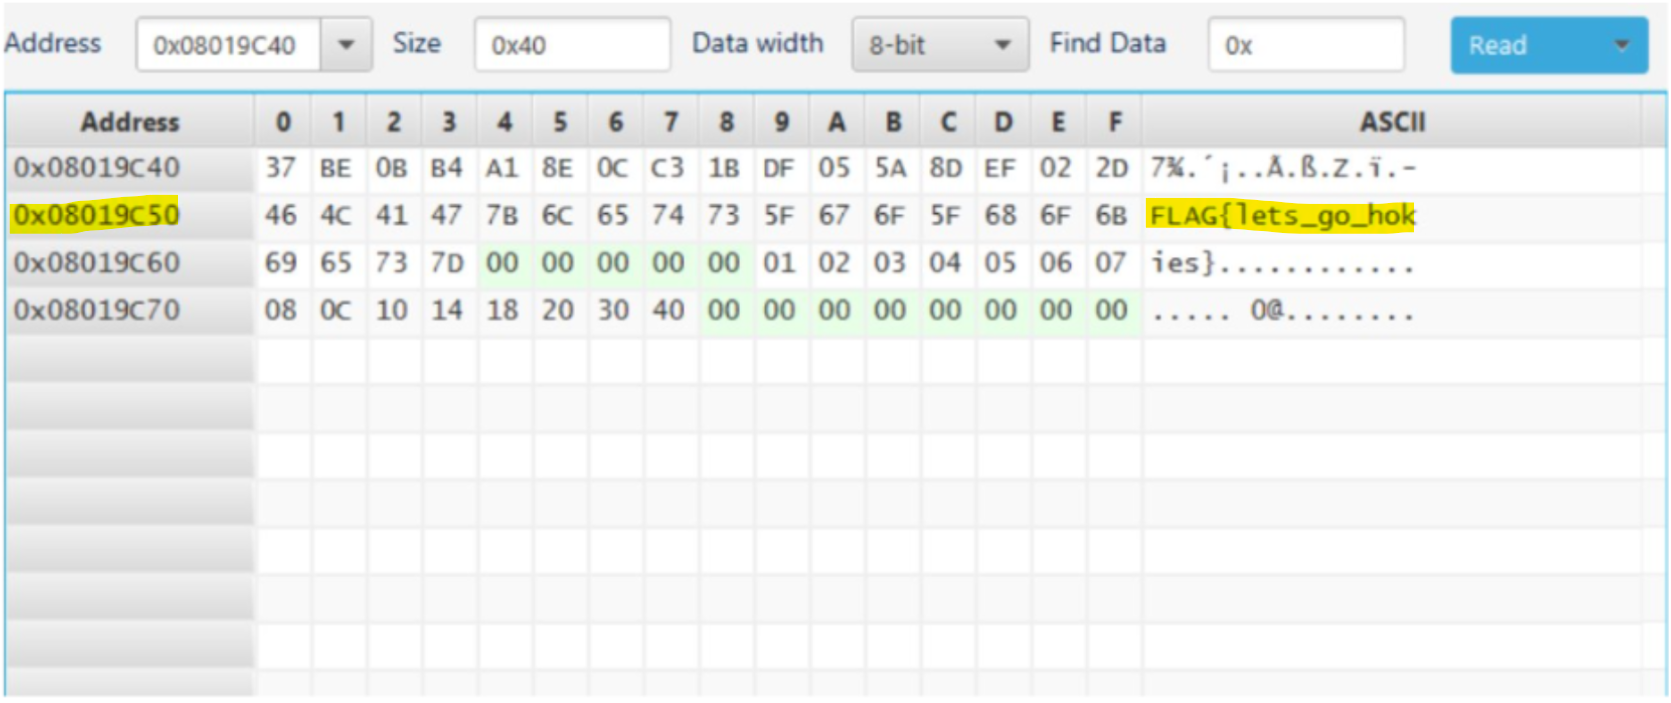 Address 0x08019C40 Size 0x40 Data width 8-bit Find Data 0x Read
Address 0 1 2 3 4 5 6 7 8 9 A B C D E F ASCII
0x08019C40 37 BE 0B B4 A1 8E 0C C3 1B DF 05 5A 8D EF 02 2D 7¾.´¡..Ã.ß.Z.ï.-
0x08019C50 46 4C 41 47 7B 6C 65 74 73 5F 67 6F 5F 68 6F 6B FLAG{lets_go_hok
0x08019C60 69 65 73 7D 00 00 00 00 00 01 02 03 04 05 06 07 ies}............
0x08019C70 08 0C 10 14 18 20 30 40 00 00 00 00 00 00 00 00 ..... 0@........